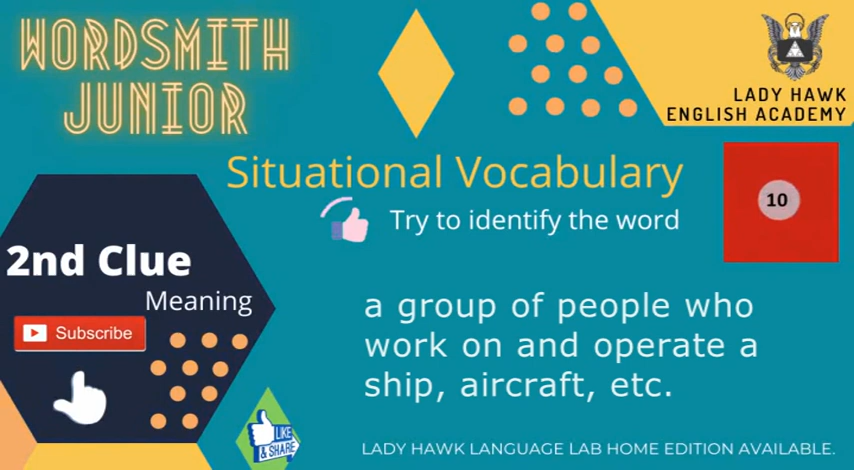 WORDSMITH
JUNIOR
LADY HAWK
ENGLISH ACADEMY
Situational Vocabulary
Try to identify the word
10
2nd Clue
Meaning
Subscribe
a group of people who
work on and operate a
ship, aircraft, etc.
LIKE
& SHARE
LADY HAWK LANGUAGE LAB HOME EDITION AVAILABLE.